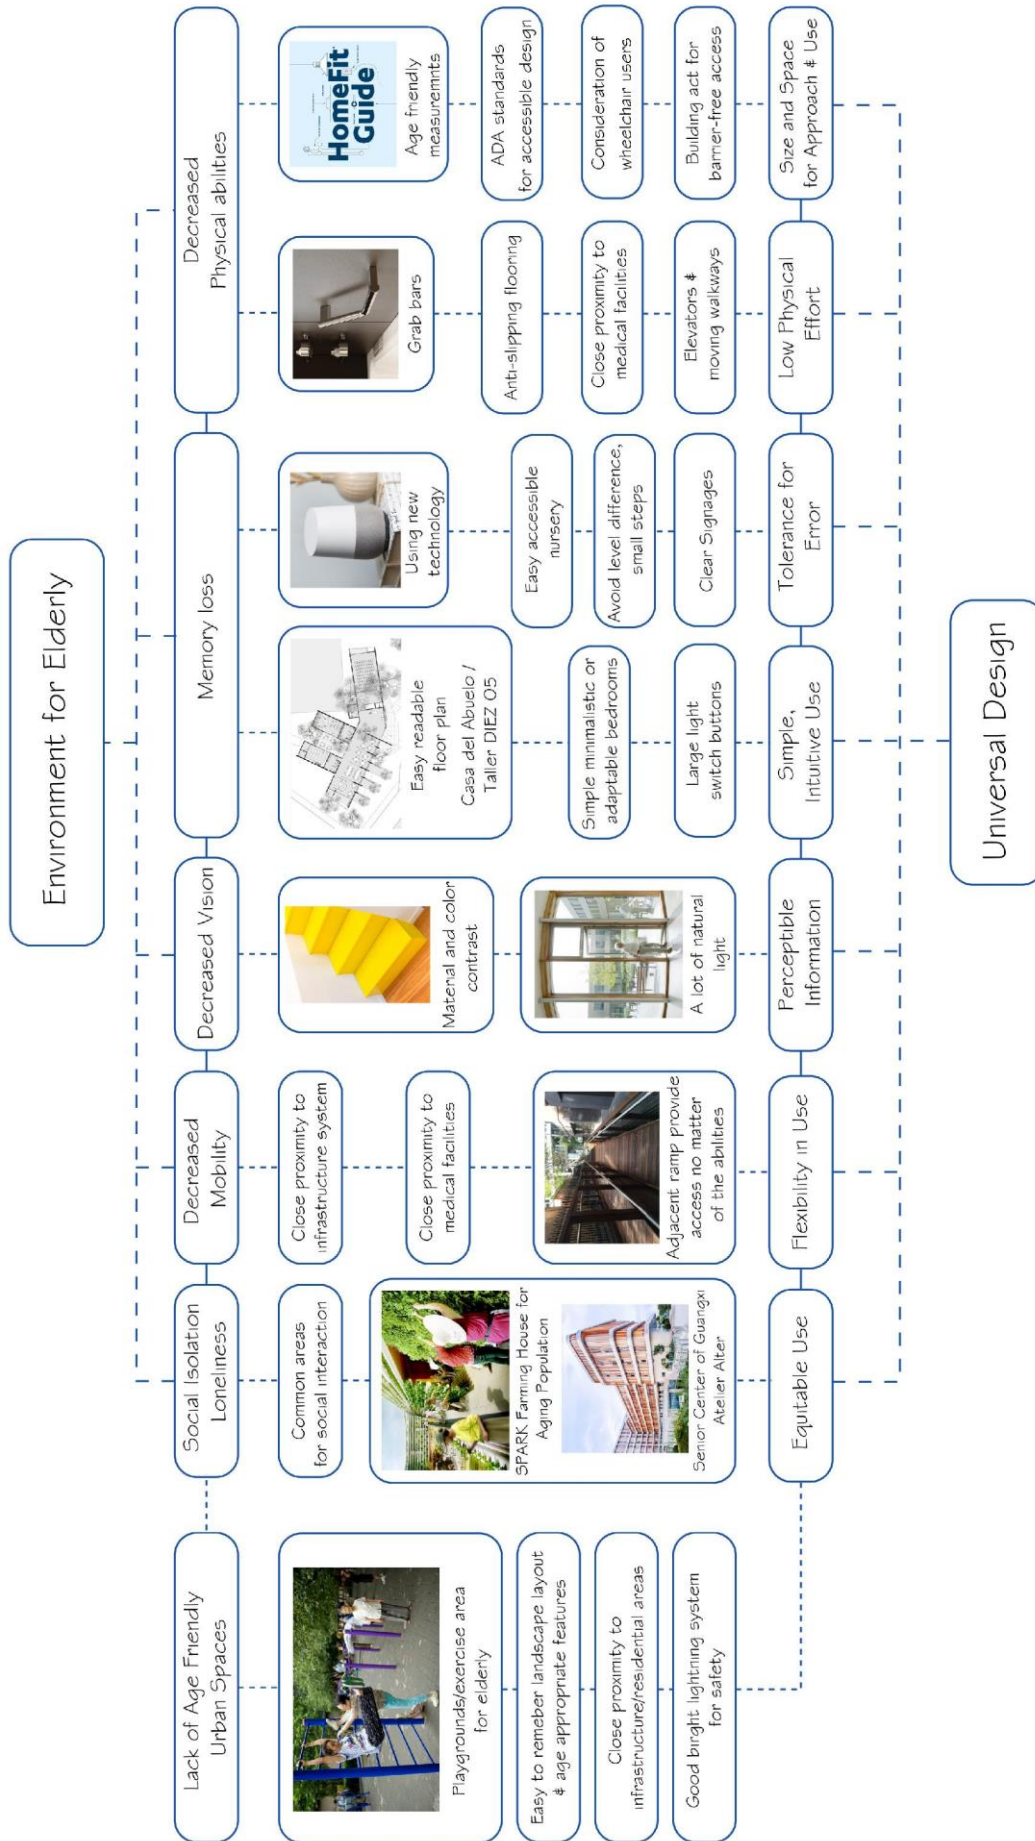 Environment for Elderly
Lack of Age Friendly
Urban Spaces
Social Isolation
Loneliness
Decreased
Mobility
Decreased Vision
Memory loss
Decreased
Physical abilities
Playgrounds/exercise area
for elderly
Easy to remeber landscape layout
& age appropriate features
Close proximity to
infrastructure/residential areas
Good birght lightning system
for safety
Common areas
for social interaction
SPARK Farming House for
Aging Population
Senior Center of Guangxi
Atelier Alter
Close proximity to
infrastructure system
Close proximity to
medical facilities
Adjacent ramp provide
access no matter
of the abilities
Material and color
contrast
A lot of natural
light
Easy readable
floor plan
Casa del Abuelo /
Taller DIEZ 05
Simple minimalistic or
adaptable bedrooms
Large light
switch buttons
Using new
technology
Easy accessible
nursery
Avoid level difference,
small steps
Clear Signages
Grab bars
Anti-slipping flooring
Close proximity to
medical facilities
Elevators &
moving walkways
HomeFit
Guide
Age friendly
measuremnts
ADA standards
for accessible design
Consideration of
wheelchair users
Building act for
barrier-free access
Equitable Use
Flexibility in Use
Perceptible
Information
Simple,
Intuitive Use
Tolerance for
Error
Low Physical
Effort
Size and Space
for Approach & Use
Universal Design